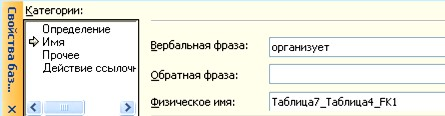 Свойства баз...
Категории:
Определение
Имя
Прочее
Действие ссылоч
Вербальная фраза: организует
Обратная фраза:
Физическое имя: Таблица7_Таблица4_FK1